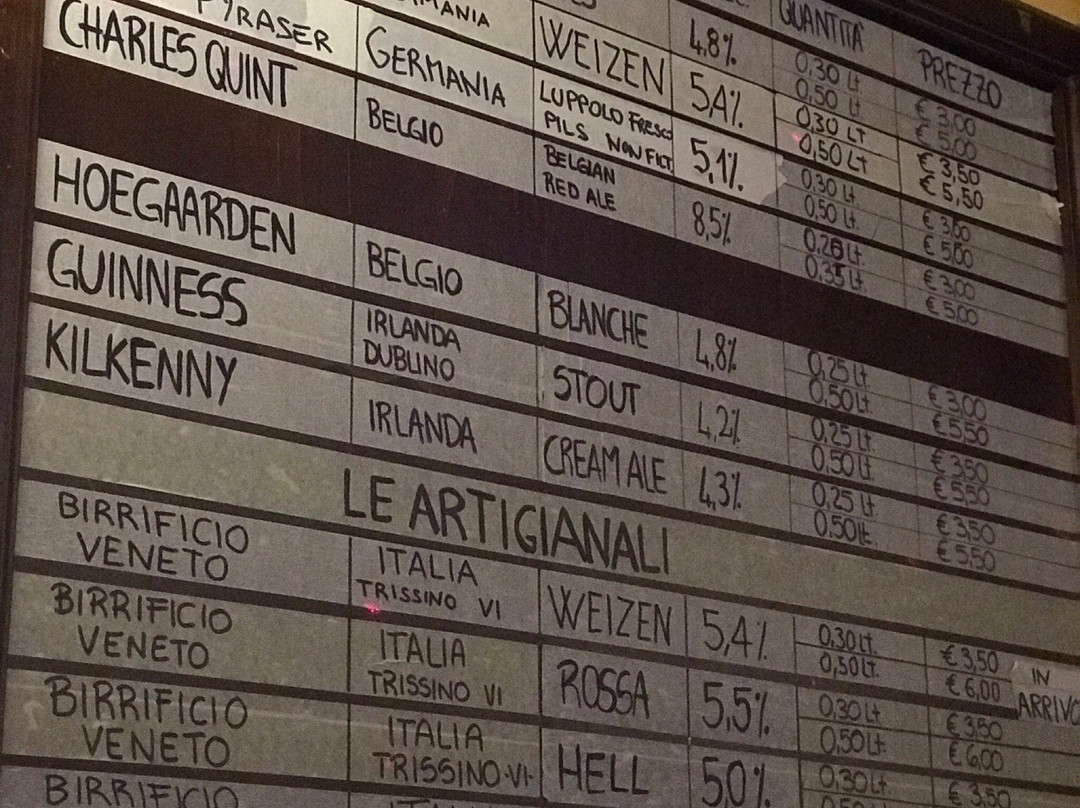 QUANTITÀ PREZZO
4,8% 0,30 Lt € 3,00
0,50 Lt € 5,00
MANIA WEIZEN 5,4% 0,30 LT € 3,50
0,50 LT € 5,50
PYRASER GERMANIA LUPPOLO FRESCO 5,1% 0,30 lt
PILS NON FILT. 0,50 lt. € 5,00
CHARLES QUINT BELGIO BELGIAN 8,5% € 3,00
RED ALE 0,35 lt. € 5,00
HOEGAARDEN BELGIO BLANCHE 4,8% 0,25 lt. € 3,00
0,50 Lt. € 5,50
GUINNESS IRLANDA STOUT 4,2% 0,25 lt. € 3,50
DUBLINO 0,50 lt. € 5,50
KILKENNY IRLANDA CREAM ALE 4,3% 0,25 lt € 3,50
0,50 lt. € 5,50
LE ARTIGIANALI
BIRRIFICIO ITALIA WEIZEN 5,4% 0,30 lt. € 3,50 IN
VENETO TRISSINO VI 0,50 lt. € 6,00 ARRIVO
BIRRIFICIO ITALIA ROSSA 5,5% 0,30 Lt € 3,50
VENETO TRISSINO VI 0,50 Lt. € 6,00
BIRRIFICIO ITALIA HELL 5,0% 0,30 lt. € 3,50
VENETO TRISSINO-VI-
BIRRIFICIO